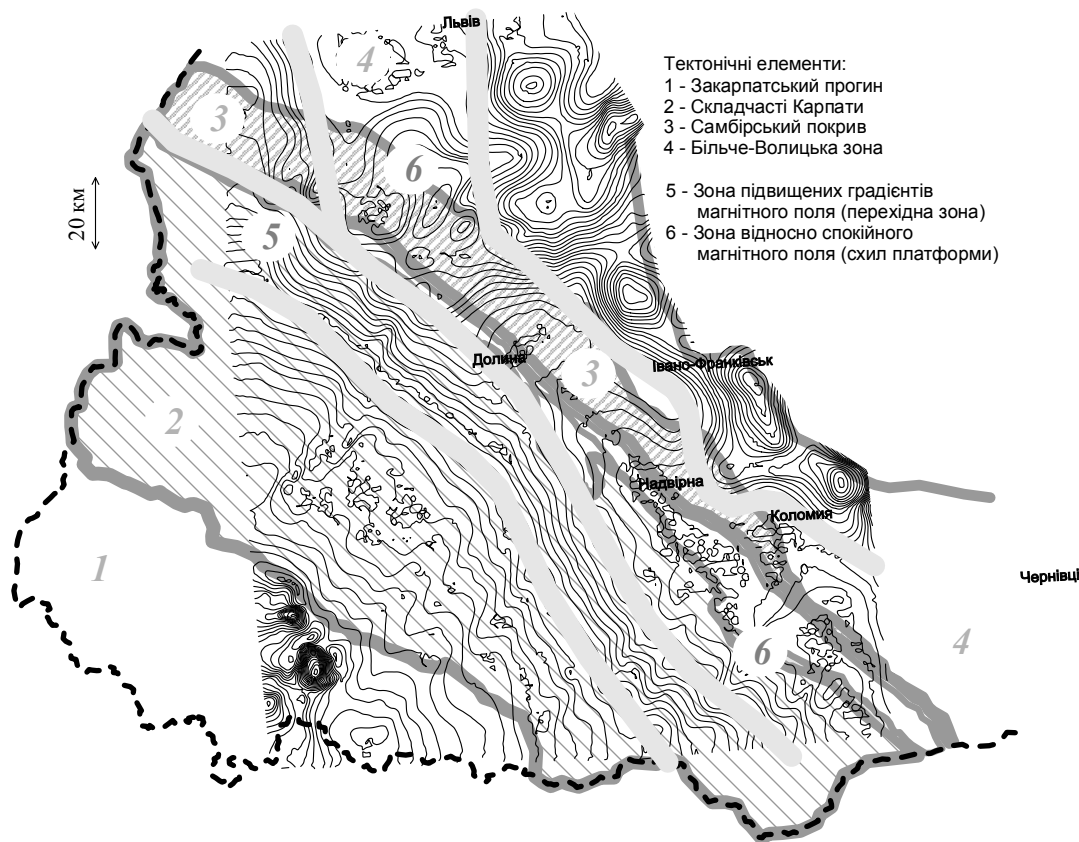 Львів
4
Тектонічні елементи:
1 - Закарпатський прогин
2 - Складчасті Карпати
3 - Самбірський покрив
4 - Більче-Волицька зона
5 - Зона підвищених градієнтів
магнітного поля (перехідна зона)
6 - Зона відносно спокійного
магнітного поля (схил платформи)
3
6
20 км
5
Долина
Івано-Франківськ
3
2
Надвірна
Коломия
1
Чернівці
6
4